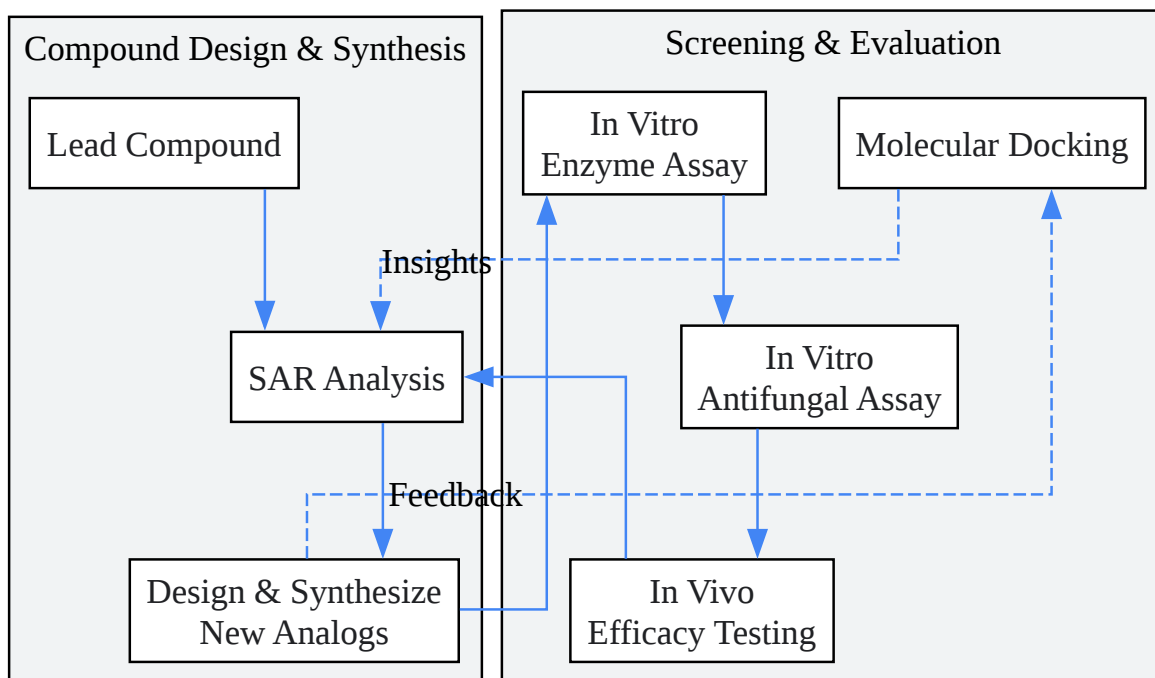 Compound Design & Synthesis
Lead Compound
SAR Analysis
Design & Synthesize
New Analogs
Screening & Evaluation
In Vitro
Enzyme Assay
Molecular Docking
Insights
In Vitro
Antifungal Assay
Feedback
In Vivo
Efficacy Testing